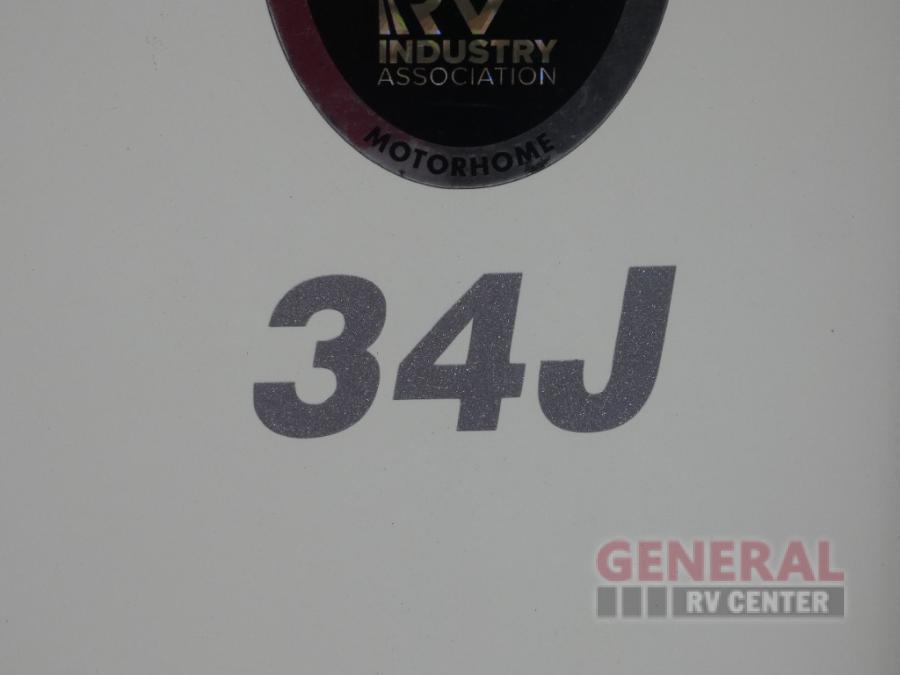 RV
INDUSTRY
ASSOCIATION
MOTORHOME
34J
GENERAL
RV CENTER